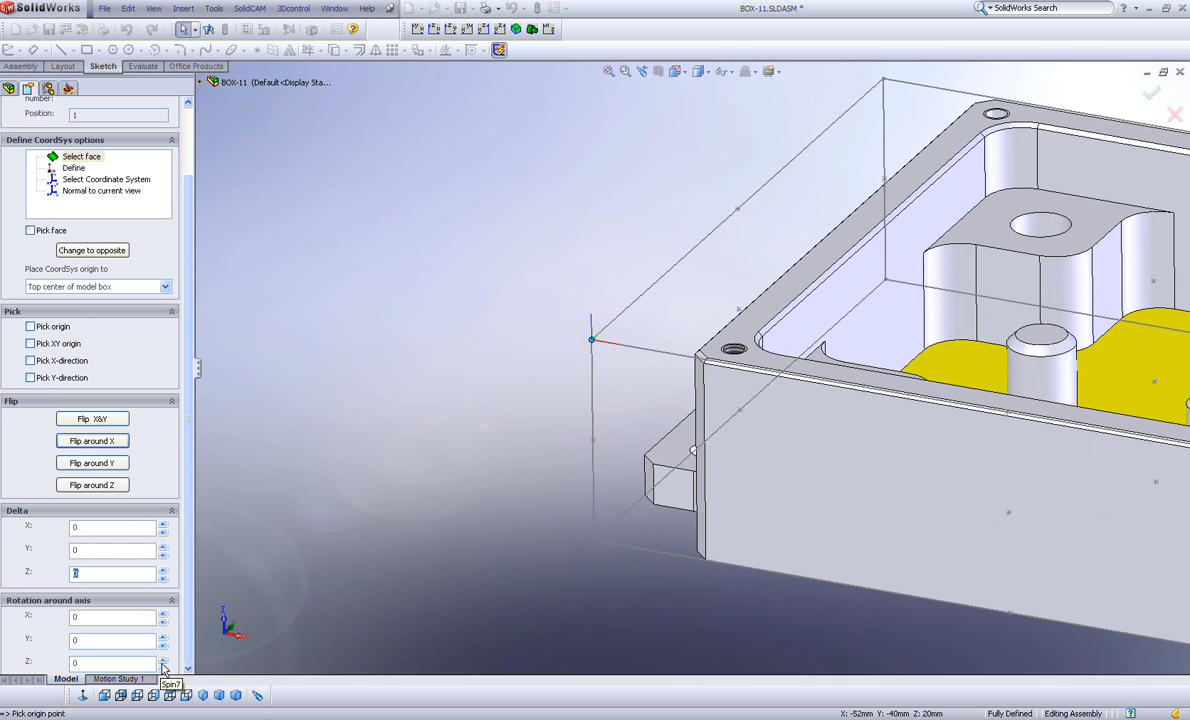 SolidWorks
File Edit View Insert Tools SolidCAM 3Dcontrol Window Help
BOX-11.SLDASM *
SolidWorks Search
Assembly Layout Sketch Evaluate Office Products
BOX-11 (Default<Display Sta...
number:
Position: 1
Define CoordSys options
Select face
Define
Select Coordinate System
Normal to current view
Pick face
Change to opposite
Place CoordSys origin to
Top center of model box
Pick
Pick origin
Pick XY origin
Pick X-direction
Pick Y-direction
Flip
Flip X&Y
Flip around X
Flip around Y
Flip around Z
Delta
X: 0
Y: 0
Z: 0
Rotation around axis
X: 0
Y: 0
Z: 0
Spin7
Z
X
Model Motion Study 1
=> Pick origin point
X: -52mm Y: -40mm Z: 20mm Fully Defined Editing Assembly